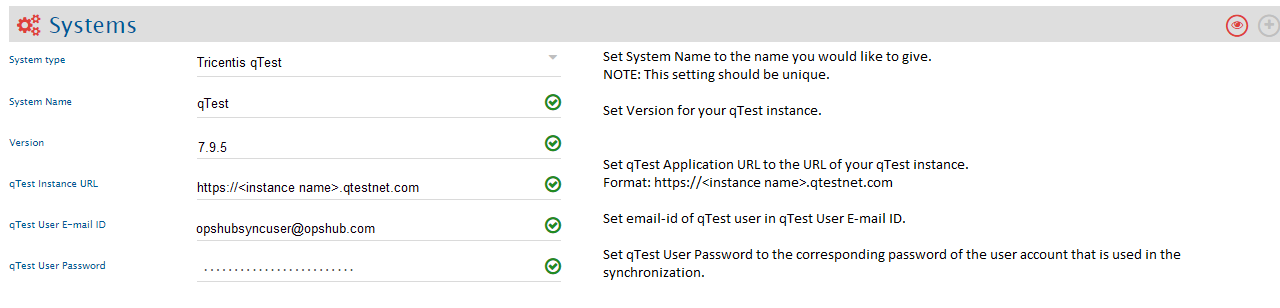 Systems
System type
Tricentis qTest
System Name
qTest
Version
7.9.5
qTest Instance URL
https://<instance name>.qtestnet.com
qTest User E-mail ID
opshubsyncuser@opshub.com
qTest User Password
.........................
Set System Name to the name you would like to give.
NOTE: This setting should be unique.
Set Version for your qTest instance.
Set qTest Application URL to the URL of your qTest instance.
Format: https://<instance name>.qtestnet.com
Set email-id of qTest user in qTest User E-mail ID.
Set qTest User Password to the corresponding password of the user account that is used in the
synchronization.